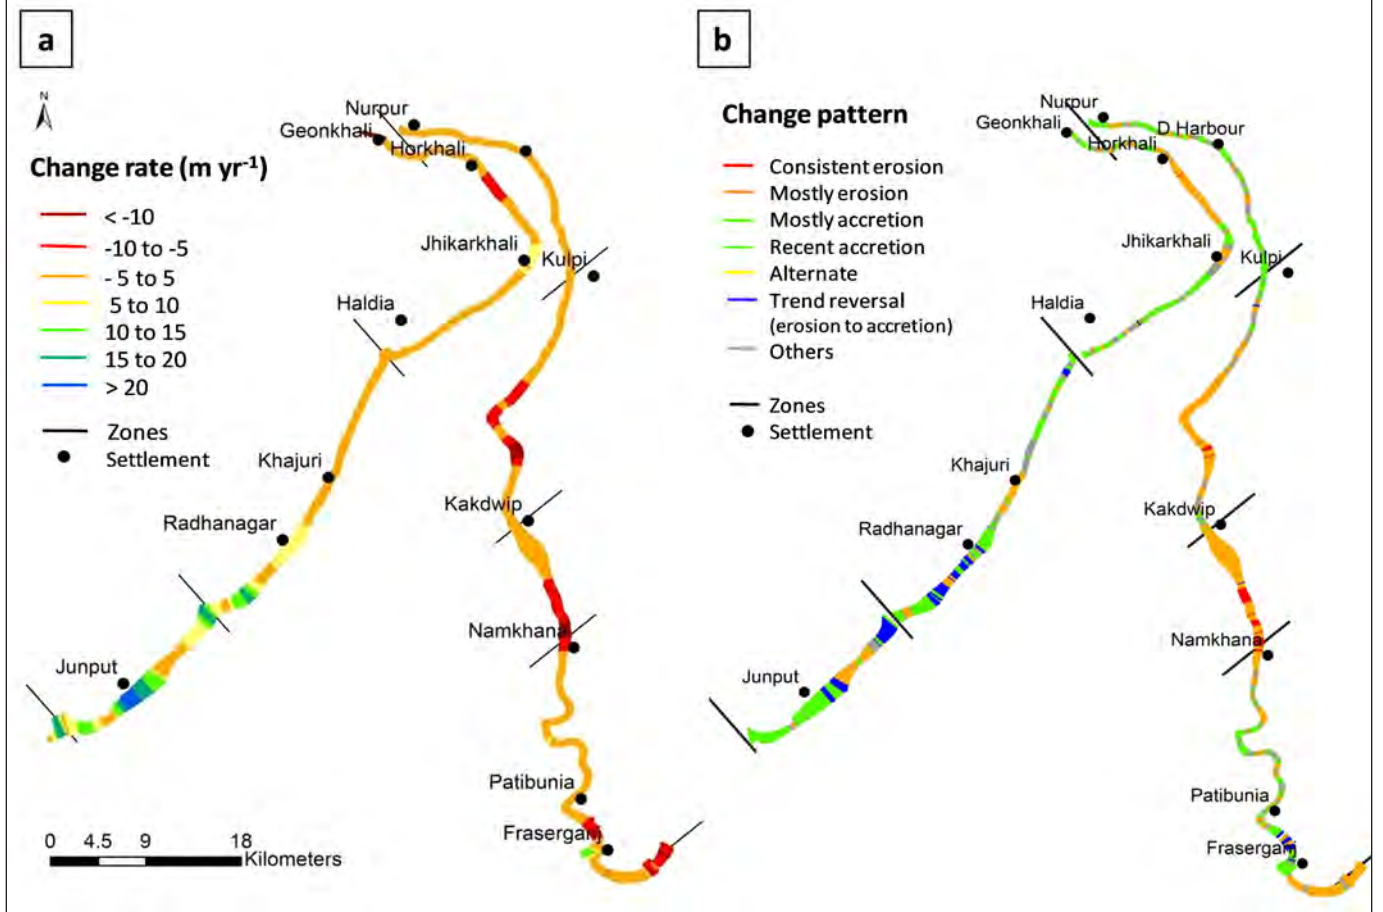 a
N
Nurpur
Geonkhali
Horkhali
Change rate (m yr-1)
< -10
-10 to -5
- 5 to 5
5 to 10
10 to 15
15 to 20
> 20
Zones
Settlement
Jhikarkhali
Kulpi
Haldia
Khajuri
Radhanagar
Kakdwip
Namkhana
Junput
Patibunia
Fraserganj
0 4.5 9 18
Kilometers
b
Nurpur
Geonkhali
D Harbour
Horkhali
Change pattern
Consistent erosion
Mostly erosion
Mostly accretion
Recent accretion
Alternate
Trend reversal
(erosion to accretion)
Others
Zones
Settlement
Jhikarkhali
Kulpi
Haldia
Khajuri
Radhanagar
Kakdwip
Namkhana
Junput
Patibunia
Fraserganj